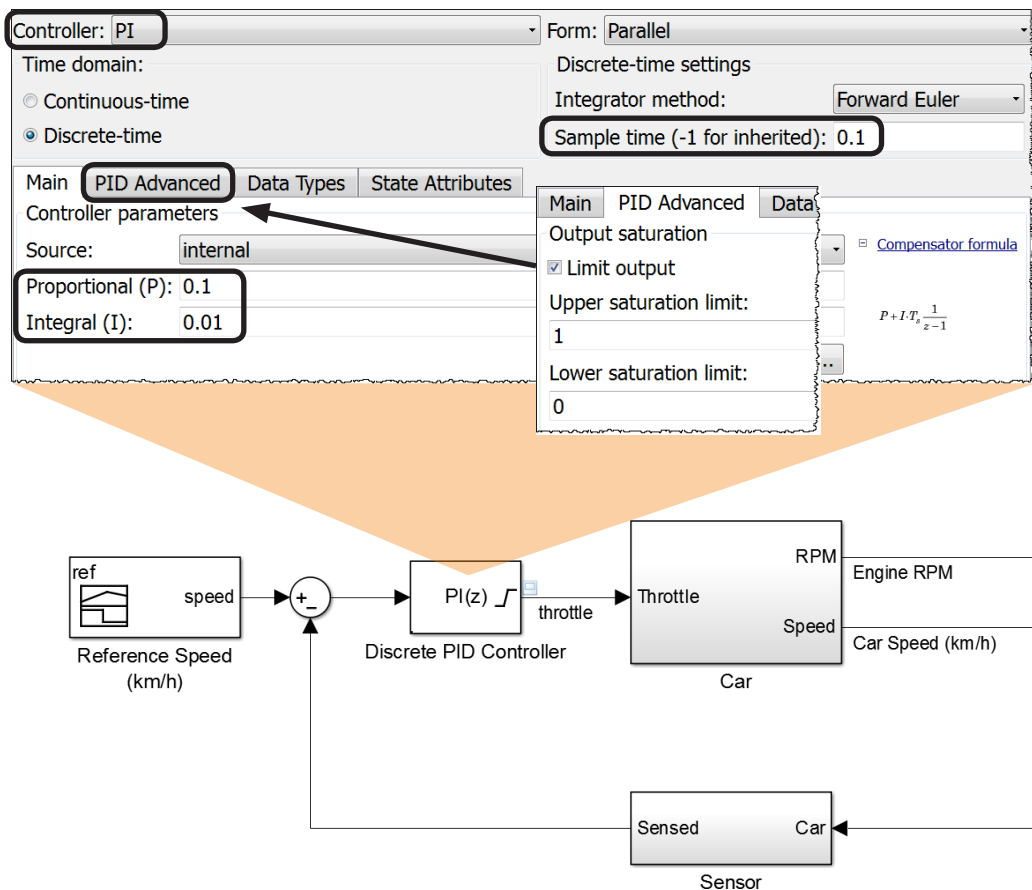 Controller: PI
Form: Parallel
Time domain:
Continuous-time
Discrete-time
Discrete-time settings
Integrator method: Forward Euler
Sample time (-1 for inherited): 0.1
Main PID Advanced Data Types State Attributes
Controller parameters
Source: internal
Proportional (P): 0.1
Integral (I): 0.01
Main PID Advanced Data
Output saturation
Limit output
Upper saturation limit:
1
Lower saturation limit:
0
Compensator formula
P+I·Tₛ 1/(z−1)
..
ref
speed
Reference Speed
(km/h)
+
−
PI(z)
Discrete PID Controller
throttle
Throttle
RPM
Speed
Car
Engine RPM
Car Speed (km/h)
Sensed Car
Sensor